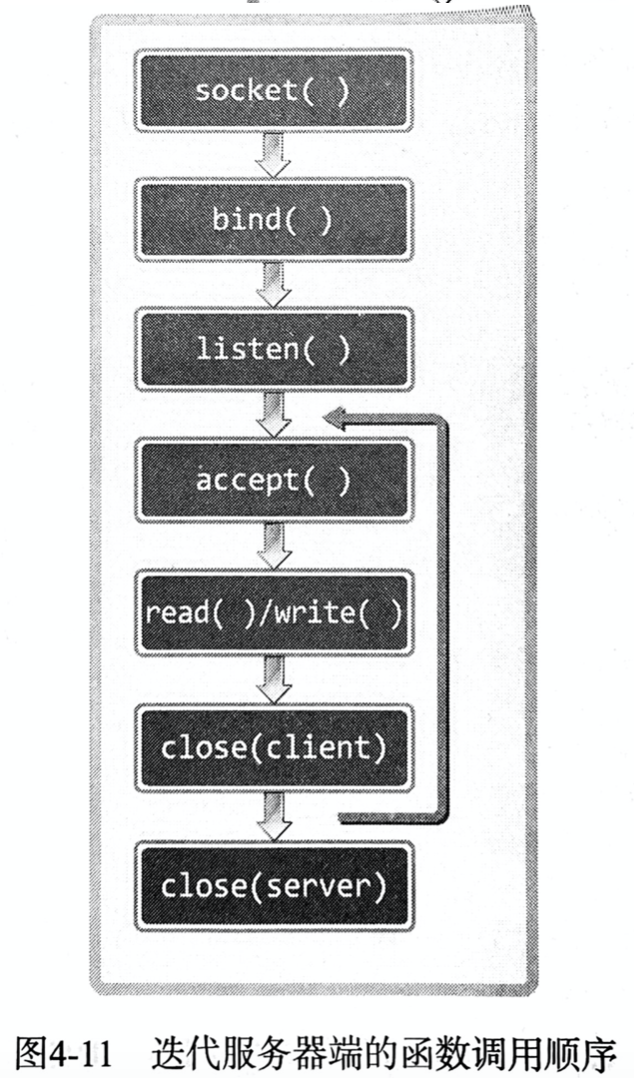 socket( )
bind( )
listen( )
accept( )
read( )/write( )
close(client)
close(server)
图4-11 迭代服务器端的函数调用顺序